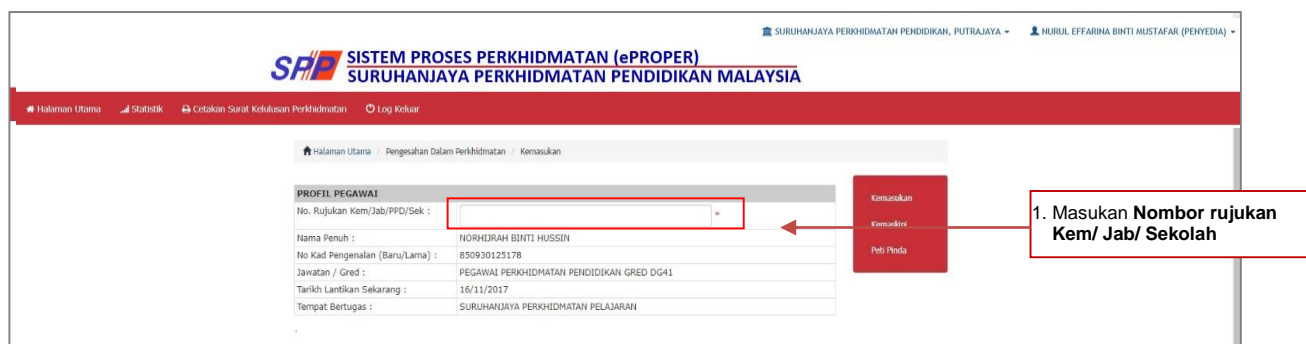 SURUHANJAYA PERKHIDMATAN PENDIDIKAN, PUTRAJAYA NURUL EFFARINA BINTI MUSTAFAR (PENYEDIA)
SPP SISTEM PROSES PERKHIDMATAN (ePROPER)
SURUHANJAYA PERKHIDMATAN PENDIDIKAN MALAYSIA
Halaman Utama Statistik Cetakan Surat Kelulusan Perkhidmatan Log Keluar
Halaman Utama / Pengesahan Dalam Perkhidmatan / Kemasukan
PROFIL PEGAWAI
No. Rujukan Kem/Jab/PPD/Sek : *
Nama Penuh : NORHIJRAH BINTI HUSSIN
No Kad Pengenalan (Baru/Lama) : 850930125178
Jawatan / Gred : PEGAWAI PERKHIDMATAN PENDIDIKAN GRED DG41
Tarikh Lantikan Sekarang : 16/11/2017
Tempat Bertugas : SURUHANJAYA PERKHIDMATAN PELAJARAN
Kemasukan
Kemaskini
Peti Pinda
1. Masukan Nombor rujukan
Kem/ Jab/ Sekolah